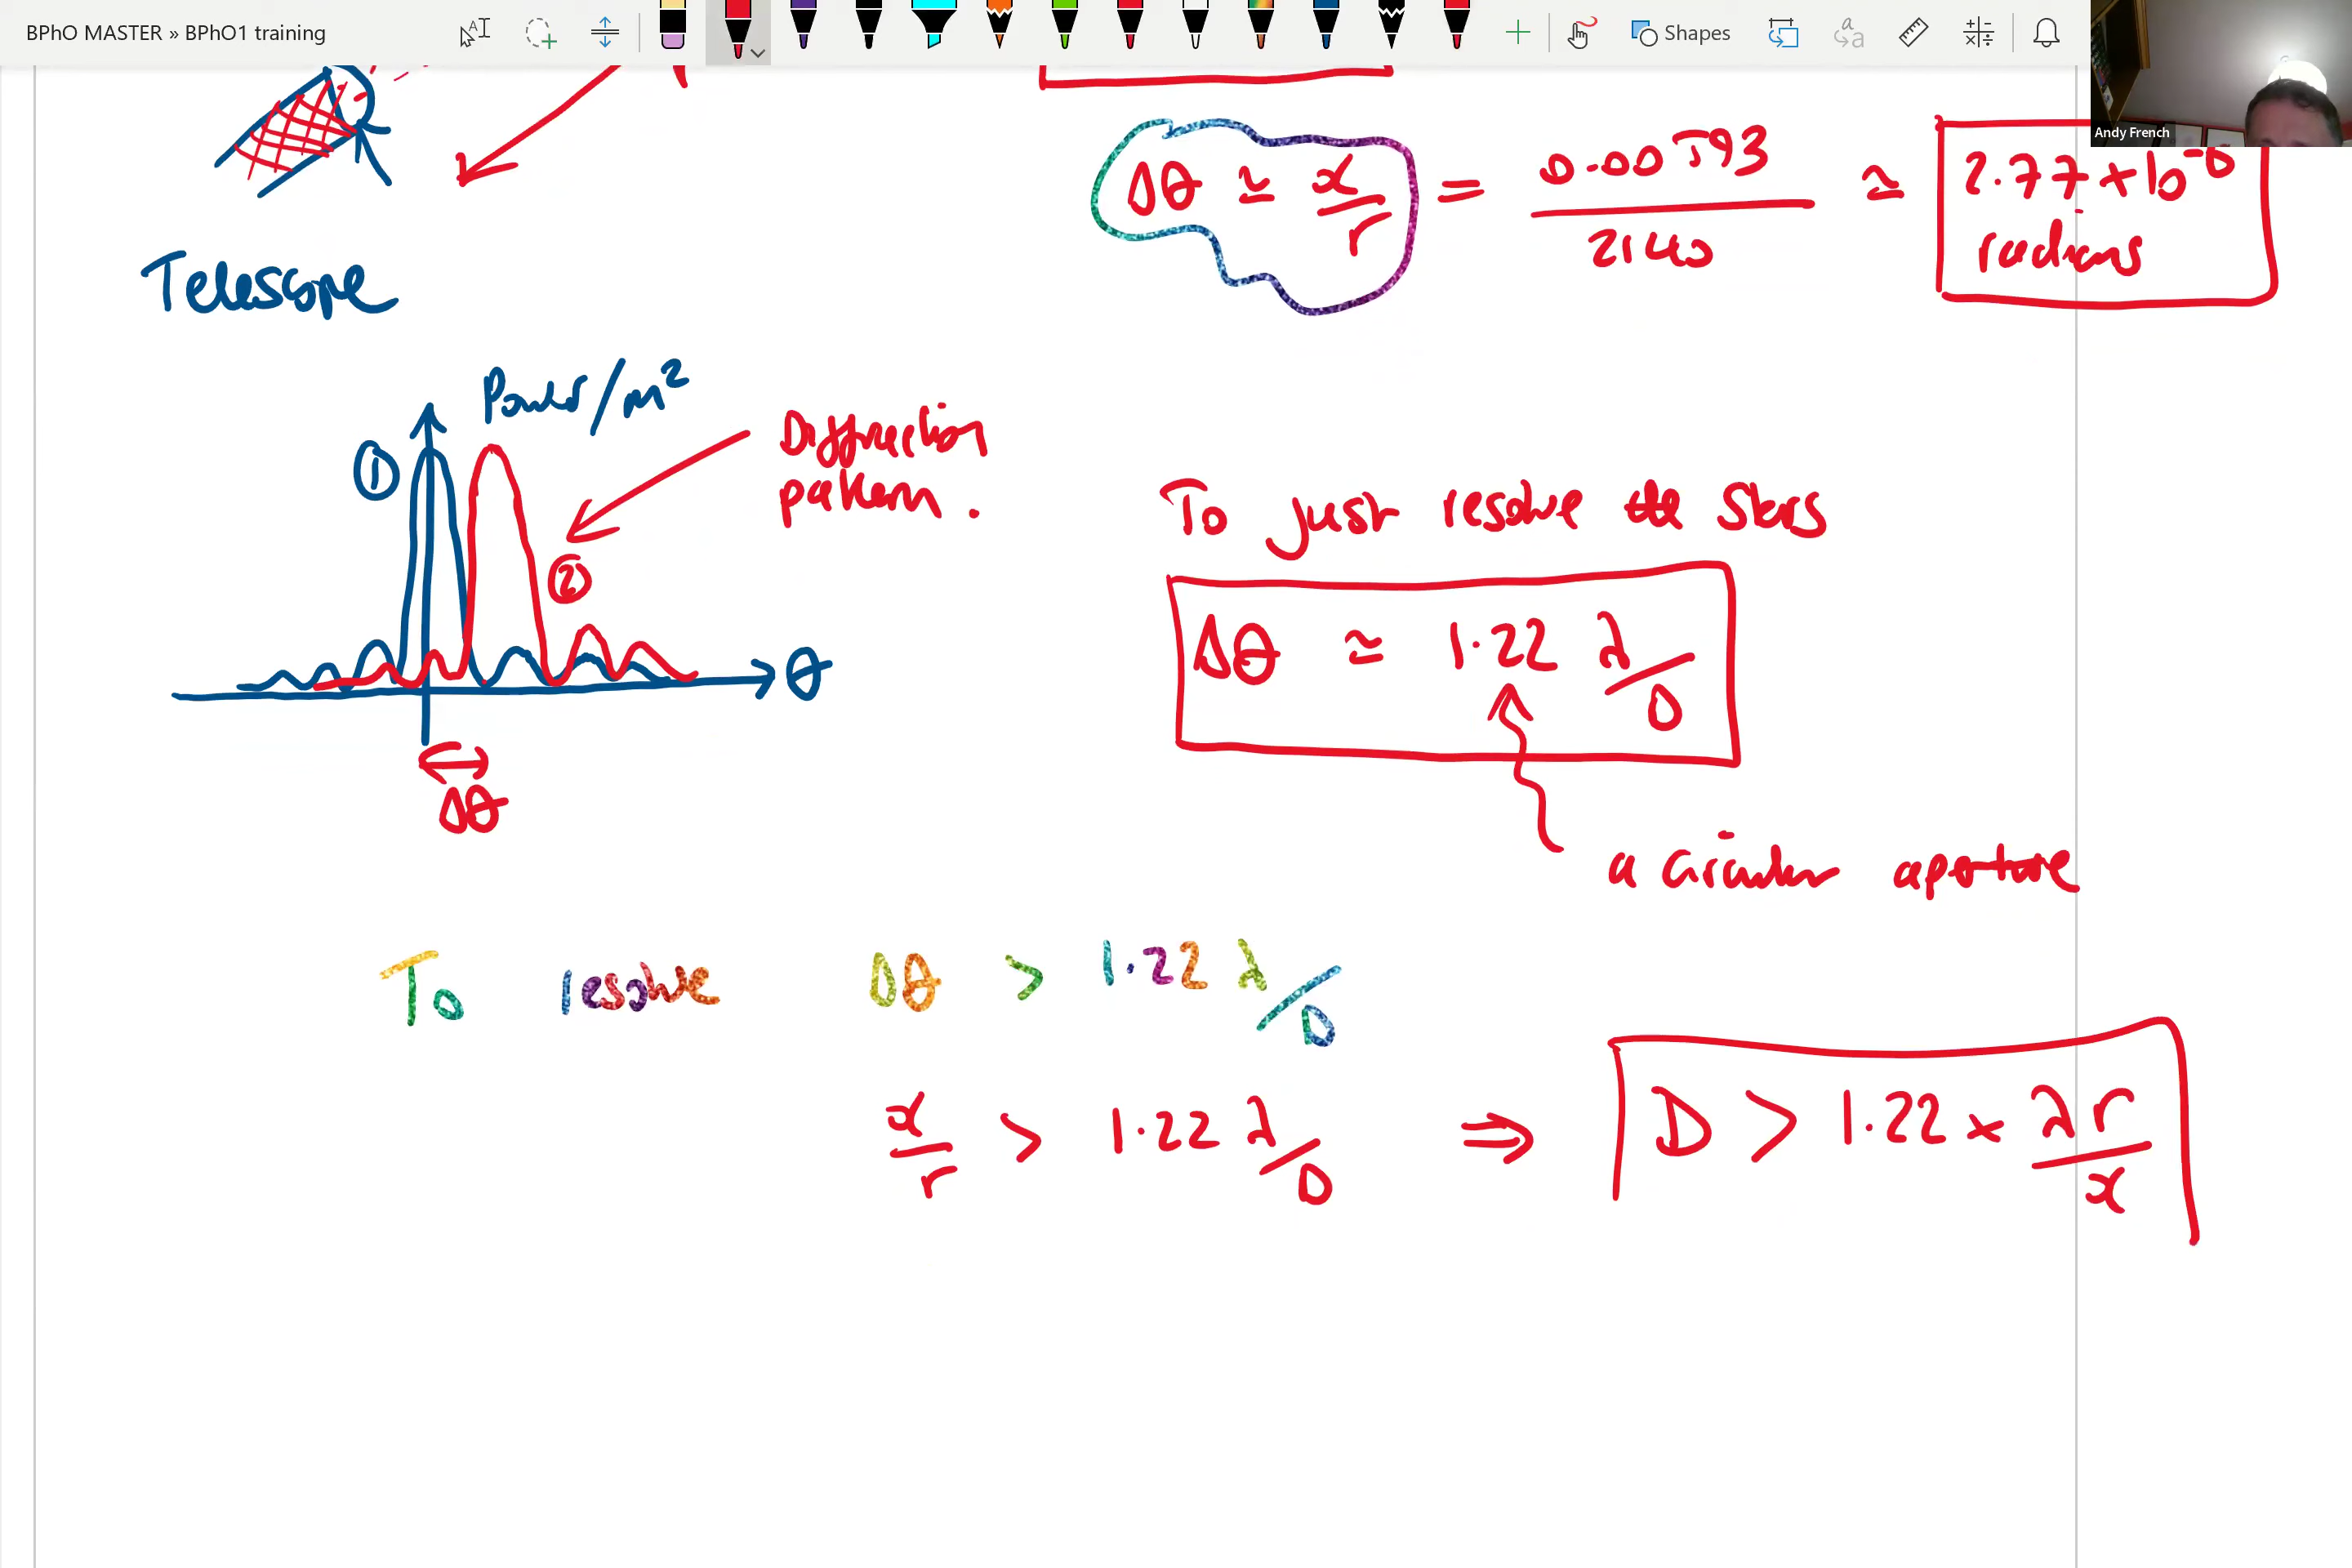 BPhO MASTER » BPhO1 training
Shapes
Andy French
Δθ ≃ x/r = 0.00593/2140 ≃ 2.77 × 10⁻⁶
radians
Telescope
Power/m²
①
Diffraction
pattern.
②
θ
Δθ
To just resolve the stars
Δθ ≃ 1.22 λ/D
a circular aperture
To resolve Δθ > 1.22 λ/D
x/r > 1.22 λ/D ⇒ D > 1.22 × λr/x